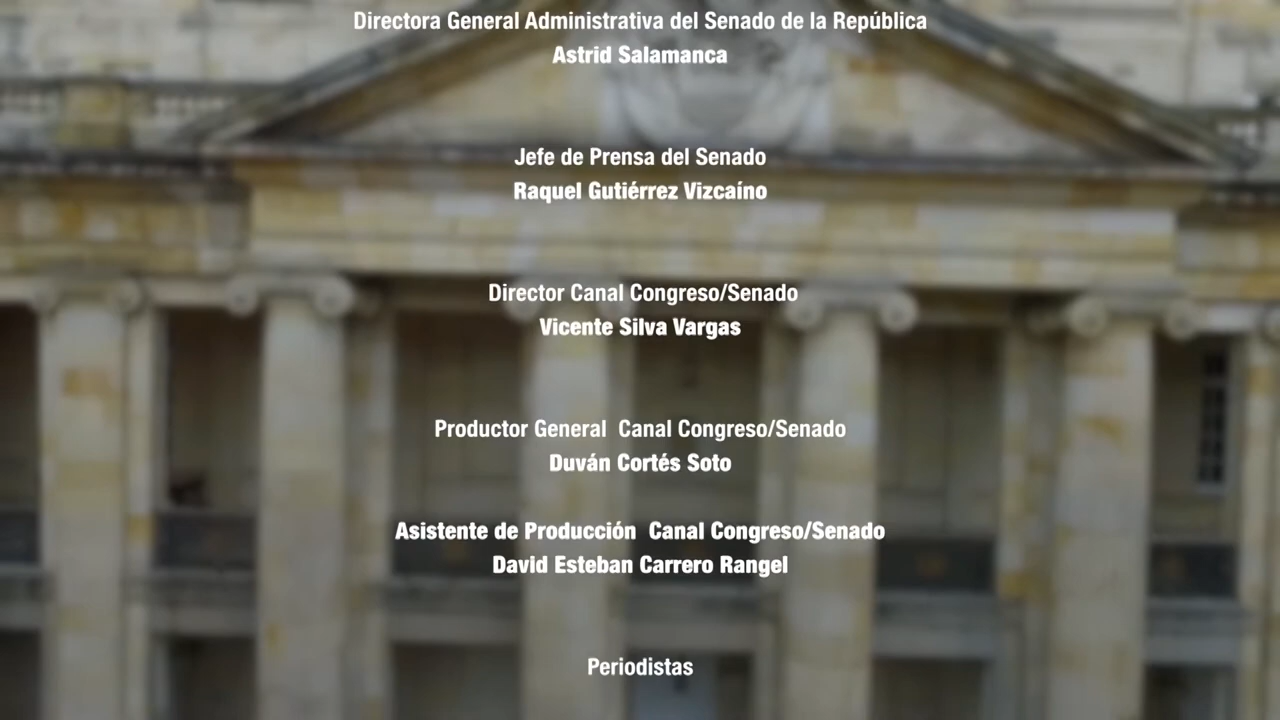 Directora General Administrativa del Senado de la República
Astrid Salamanca
Jefe de Prensa del Senado
Raquel Gutiérrez Vizcaíno
Director Canal Congreso/Senado
Vicente Silva Vargas
Productor General  Canal Congreso/Senado
Duván Cortés Soto
Asistente de Producción  Canal Congreso/Senado
David Esteban Carrero Rangel
Periodistas